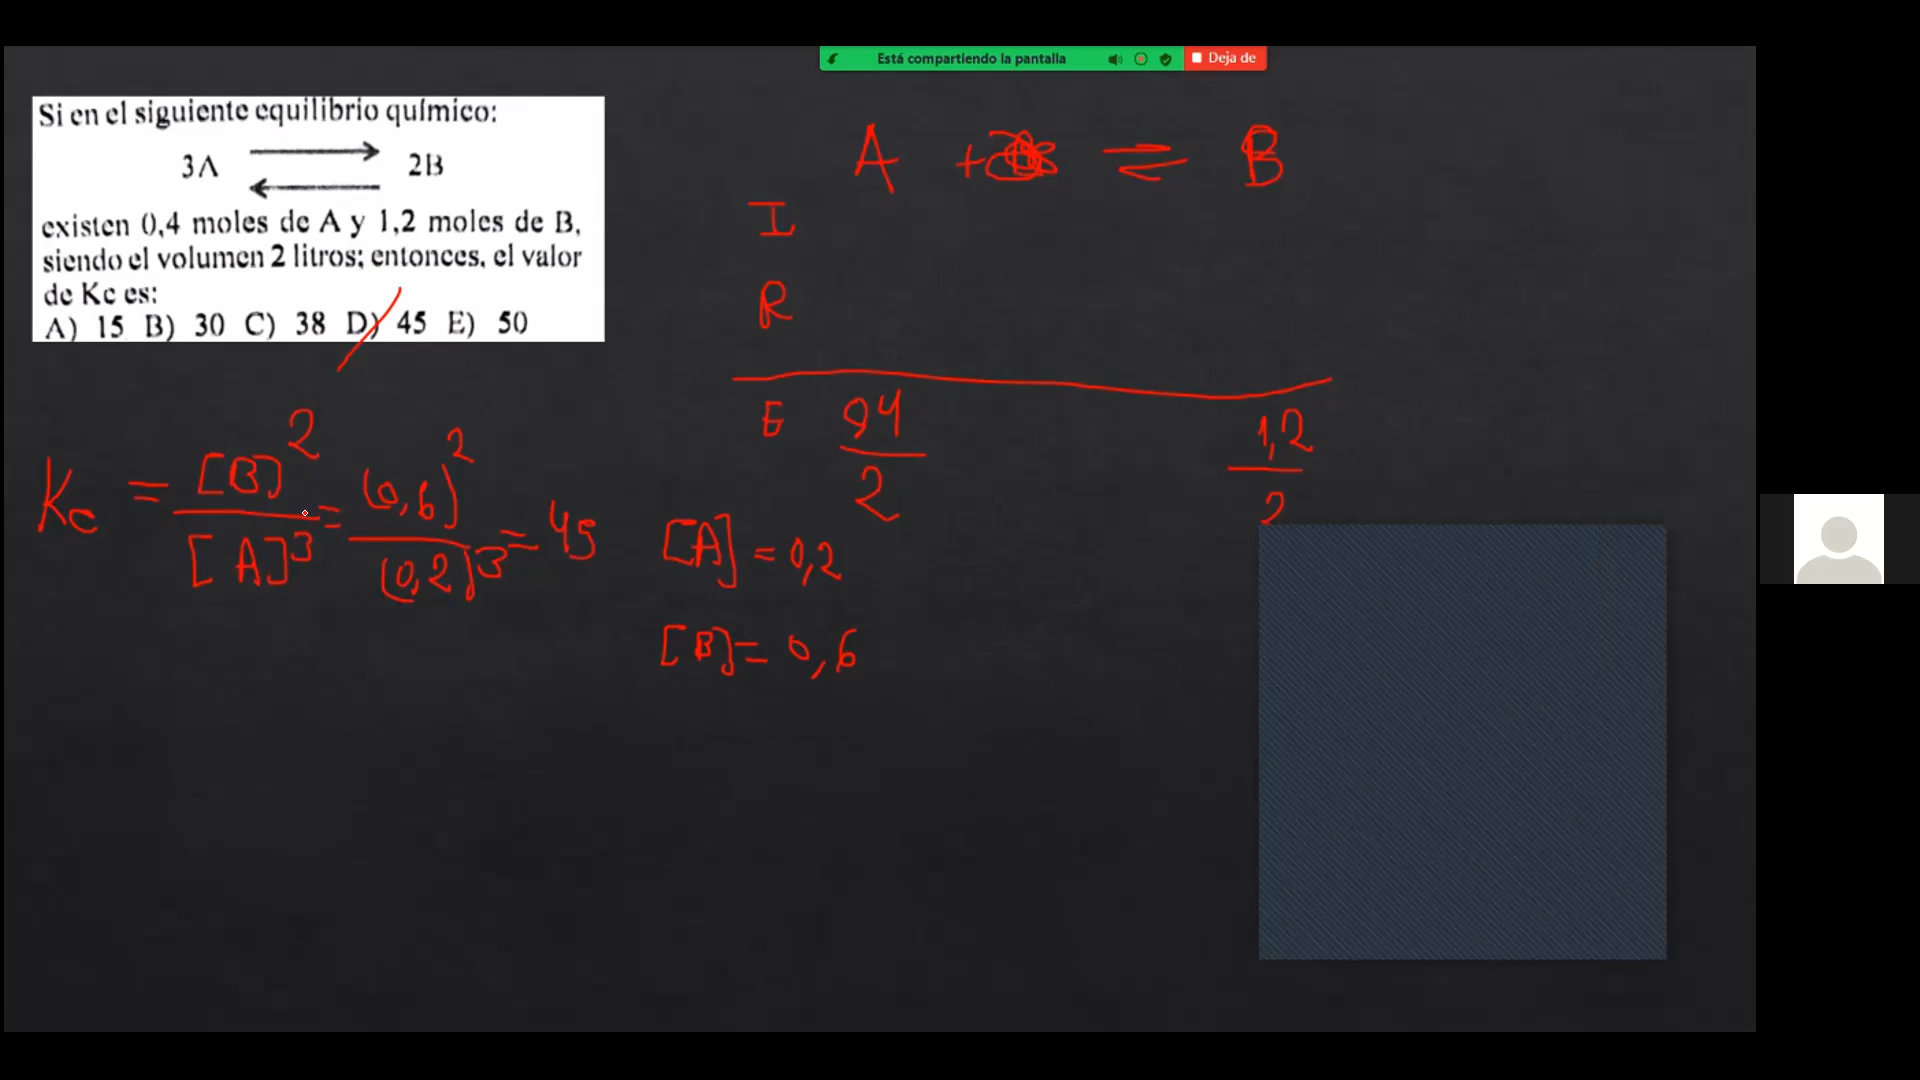 Está compartiendo la pantalla
Deja de
Si en el siguiente equilibrio químico:
3A ⇄ 2B
existen 0,4 moles de A y 1,2 moles de B,
siendo el volumen 2 litros; entonces, el valor
de Kc es:
A) 15 B) 30 C) 38 D) 45 E) 50
A + ⇌ B
I
R
E 0,4/2 1,2/2
Kc = [B]^2/[A]^3 = (0,6)^2/(0,2)^3 = 45
[A] = 0,2
[B] = 0,6